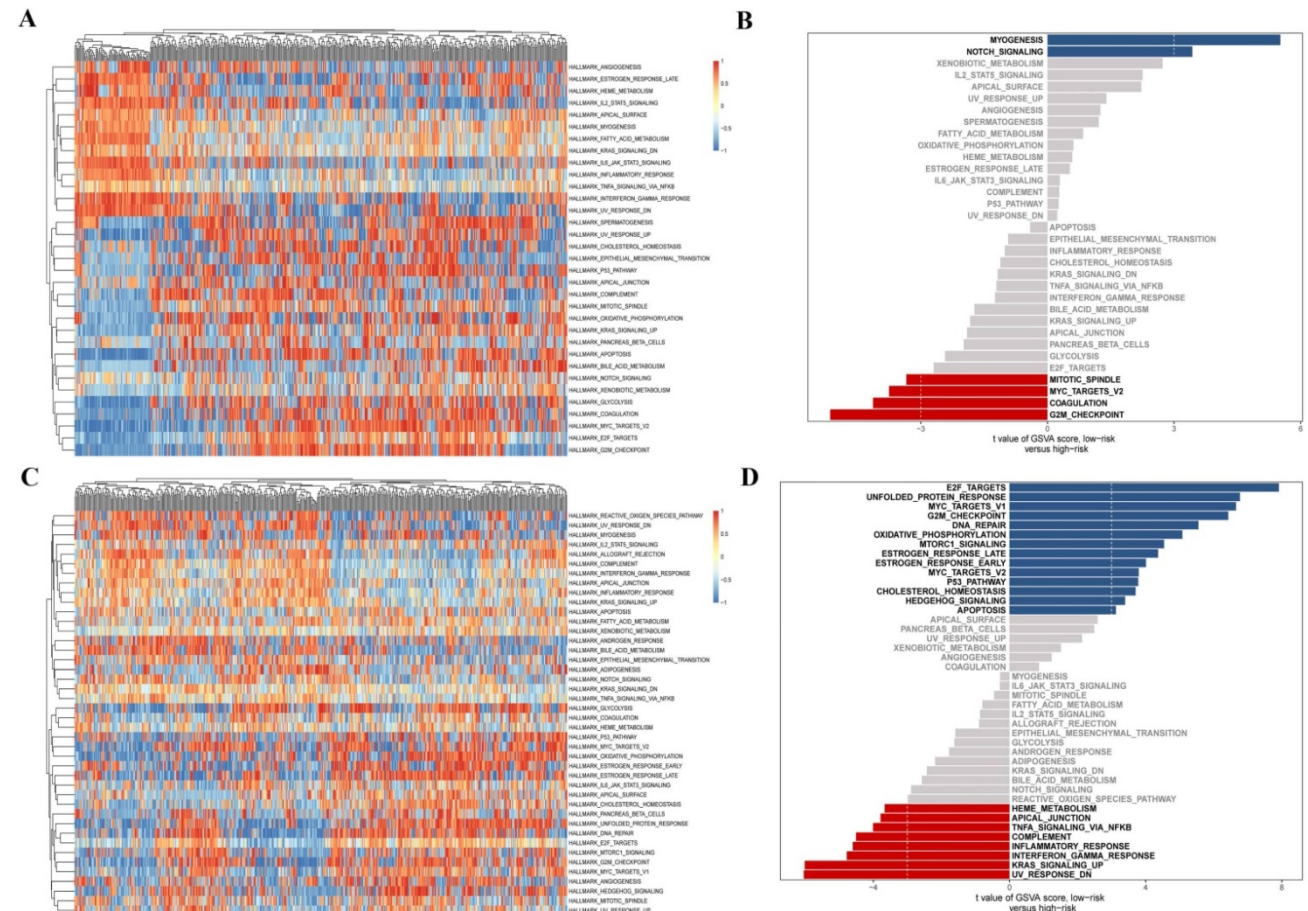 A
1
0.5
0
−0.5
−1
HALLMARK_ANGIOGENESIS
HALLMARK_ESTROGEN_RESPONSE_LATE
HALLMARK_HEME_METABOLISM
HALLMARK_IL2_STAT5_SIGNALING
HALLMARK_APICAL_SURFACE
HALLMARK_MYOGENESIS
HALLMARK_FATTY_ACID_METABOLISM
HALLMARK_KRAS_SIGNALING_DN
HALLMARK_IL6_JAK_STAT3_SIGNALING
HALLMARK_INFLAMMATORY_RESPONSE
HALLMARK_TNFA_SIGNALING_VIA_NFKB
HALLMARK_INTERFERON_GAMMA_RESPONSE
HALLMARK_UV_RESPONSE_DN
HALLMARK_SPERMATOGENESIS
HALLMARK_UV_RESPONSE_UP
HALLMARK_CHOLESTEROL_HOMEOSTASIS
HALLMARK_EPITHELIAL_MESENCHYMAL_TRANSITION
HALLMARK_P53_PATHWAY
HALLMARK_APICAL_JUNCTION
HALLMARK_COMPLEMENT
HALLMARK_MITOTIC_SPINDLE
HALLMARK_OXIDATIVE_PHOSPHORYLATION
HALLMARK_KRAS_SIGNALING_UP
HALLMARK_PANCREAS_BETA_CELLS
HALLMARK_APOPTOSIS
HALLMARK_BILE_ACID_METABOLISM
HALLMARK_NOTCH_SIGNALING
HALLMARK_XENOBIOTIC_METABOLISM
HALLMARK_GLYCOLYSIS
HALLMARK_COAGULATION
HALLMARK_MYC_TARGETS_V2
HALLMARK_E2F_TARGETS
HALLMARK_G2M_CHECKPOINT
B
MYOGENESIS
NOTCH_SIGNALING
XENOBIOTIC_METABOLISM
IL2_STAT5_SIGNALING
APICAL_SURFACE
UV_RESPONSE_UP
ANGIOGENESIS
SPERMATOGENESIS
FATTY_ACID_METABOLISM
OXIDATIVE_PHOSPHORYLATION
HEME_METABOLISM
ESTROGEN_RESPONSE_LATE
IL6_JAK_STAT3_SIGNALING
COMPLEMENT
P53_PATHWAY
UV_RESPONSE_DN
APOPTOSIS
EPITHELIAL_MESENCHYMAL_TRANSITION
INFLAMMATORY_RESPONSE
CHOLESTEROL_HOMEOSTASIS
KRAS_SIGNALING_DN
TNFA_SIGNALING_VIA_NFKB
INTERFERON_GAMMA_RESPONSE
BILE_ACID_METABOLISM
KRAS_SIGNALING_UP
APICAL_JUNCTION
PANCREAS_BETA_CELLS
GLYCOLYSIS
E2F_TARGETS
MITOTIC_SPINDLE
MYC_TARGETS_V2
COAGULATION
G2M_CHECKPOINT
−3 0 3 6
t value of GSVA score, low−risk
versus high−risk
C
1
0.5
0
−0.5
−1
HALLMARK_REACTIVE_OXIGEN_SPECIES_PATHWAY
HALLMARK_UV_RESPONSE_DN
HALLMARK_MYOGENESIS
HALLMARK_IL2_STAT5_SIGNALING
HALLMARK_ALLOGRAFT_REJECTION
HALLMARK_COMPLEMENT
HALLMARK_INTERFERON_GAMMA_RESPONSE
HALLMARK_APICAL_JUNCTION
HALLMARK_INFLAMMATORY_RESPONSE
HALLMARK_KRAS_SIGNALING_UP
HALLMARK_APOPTOSIS
HALLMARK_FATTY_ACID_METABOLISM
HALLMARK_XENOBIOTIC_METABOLISM
HALLMARK_ANDROGEN_RESPONSE
HALLMARK_BILE_ACID_METABOLISM
HALLMARK_EPITHELIAL_MESENCHYMAL_TRANSITION
HALLMARK_ADIPOGENESIS
HALLMARK_NOTCH_SIGNALING
HALLMARK_KRAS_SIGNALING_DN
HALLMARK_TNFA_SIGNALING_VIA_NFKB
HALLMARK_GLYCOLYSIS
HALLMARK_COAGULATION
HALLMARK_HEME_METABOLISM
HALLMARK_P53_PATHWAY
HALLMARK_MYC_TARGETS_V2
HALLMARK_OXIDATIVE_PHOSPHORYLATION
HALLMARK_ESTROGEN_RESPONSE_EARLY
HALLMARK_ESTROGEN_RESPONSE_LATE
HALLMARK_IL6_JAK_STAT3_SIGNALING
HALLMARK_APICAL_SURFACE
HALLMARK_CHOLESTEROL_HOMEOSTASIS
HALLMARK_PANCREAS_BETA_CELLS
HALLMARK_UNFOLDED_PROTEIN_RESPONSE
HALLMARK_DNA_REPAIR
HALLMARK_E2F_TARGETS
HALLMARK_MTORC1_SIGNALING
HALLMARK_G2M_CHECKPOINT
HALLMARK_MYC_TARGETS_V1
HALLMARK_ANGIOGENESIS
HALLMARK_HEDGEHOG_SIGNALING
HALLMARK_MITOTIC_SPINDLE
HALLMARK_UV_RESPONSE_UP
D
E2F_TARGETS
UNFOLDED_PROTEIN_RESPONSE
MYC_TARGETS_V1
G2M_CHECKPOINT
DNA_REPAIR
OXIDATIVE_PHOSPHORYLATION
MTORC1_SIGNALING
ESTROGEN_RESPONSE_LATE
ESTROGEN_RESPONSE_EARLY
MYC_TARGETS_V2
P53_PATHWAY
CHOLESTEROL_HOMEOSTASIS
HEDGEHOG_SIGNALING
APOPTOSIS
APICAL_SURFACE
PANCREAS_BETA_CELLS
UV_RESPONSE_UP
XENOBIOTIC_METABOLISM
ANGIOGENESIS
COAGULATION
MYOGENESIS
IL6_JAK_STAT3_SIGNALING
MITOTIC_SPINDLE
FATTY_ACID_METABOLISM
IL2_STAT5_SIGNALING
ALLOGRAFT_REJECTION
EPITHELIAL_MESENCHYMAL_TRANSITION
GLYCOLYSIS
ANDROGEN_RESPONSE
ADIPOGENESIS
KRAS_SIGNALING_DN
BILE_ACID_METABOLISM
NOTCH_SIGNALING
REACTIVE_OXIGEN_SPECIES_PATHWAY
HEME_METABOLISM
APICAL_JUNCTION
TNFA_SIGNALING_VIA_NFKB
COMPLEMENT
INFLAMMATORY_RESPONSE
INTERFERON_GAMMA_RESPONSE
KRAS_SIGNALING_UP
UV_RESPONSE_DN
−4 0 4 8
t value of GSVA score, low−risk
versus high−risk